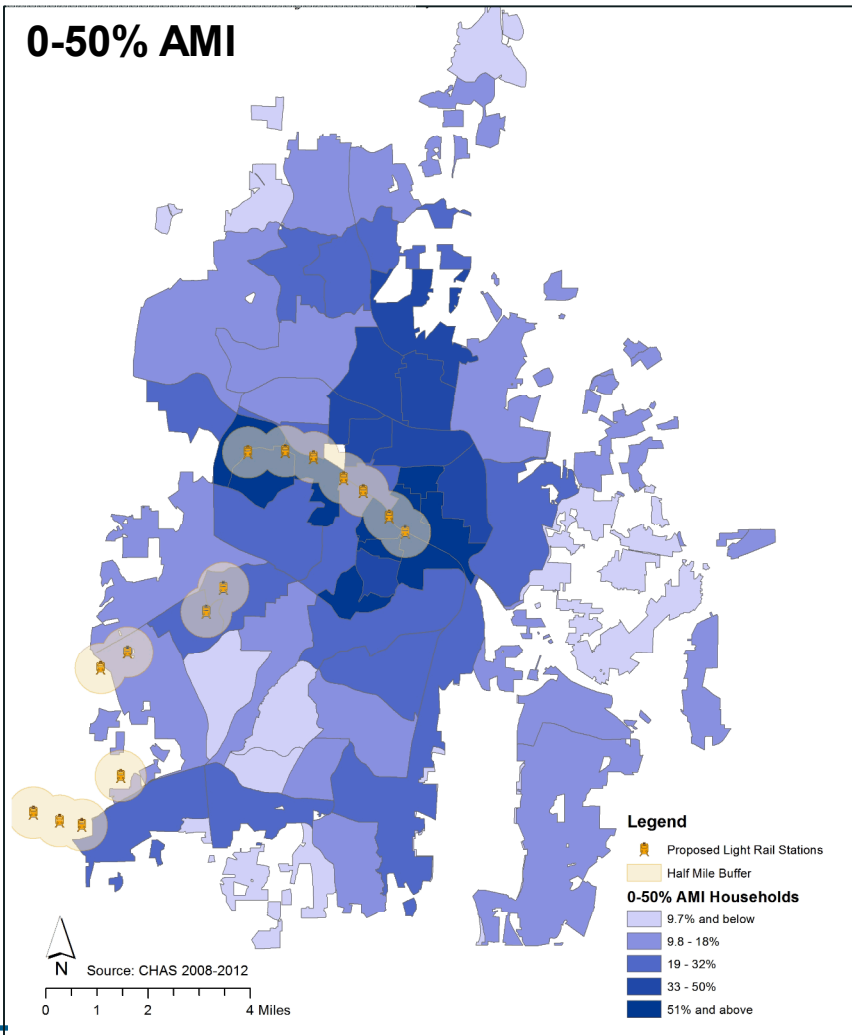 0-50% AMI
Legend
Proposed Light Rail Stations
Half Mile Buffer
0-50% AMI Households
9.7% and below
9.8 - 18%
19 - 32%
33 - 50%
51% and above
N
Source: CHAS 2008-2012
0 1 2 4 Miles